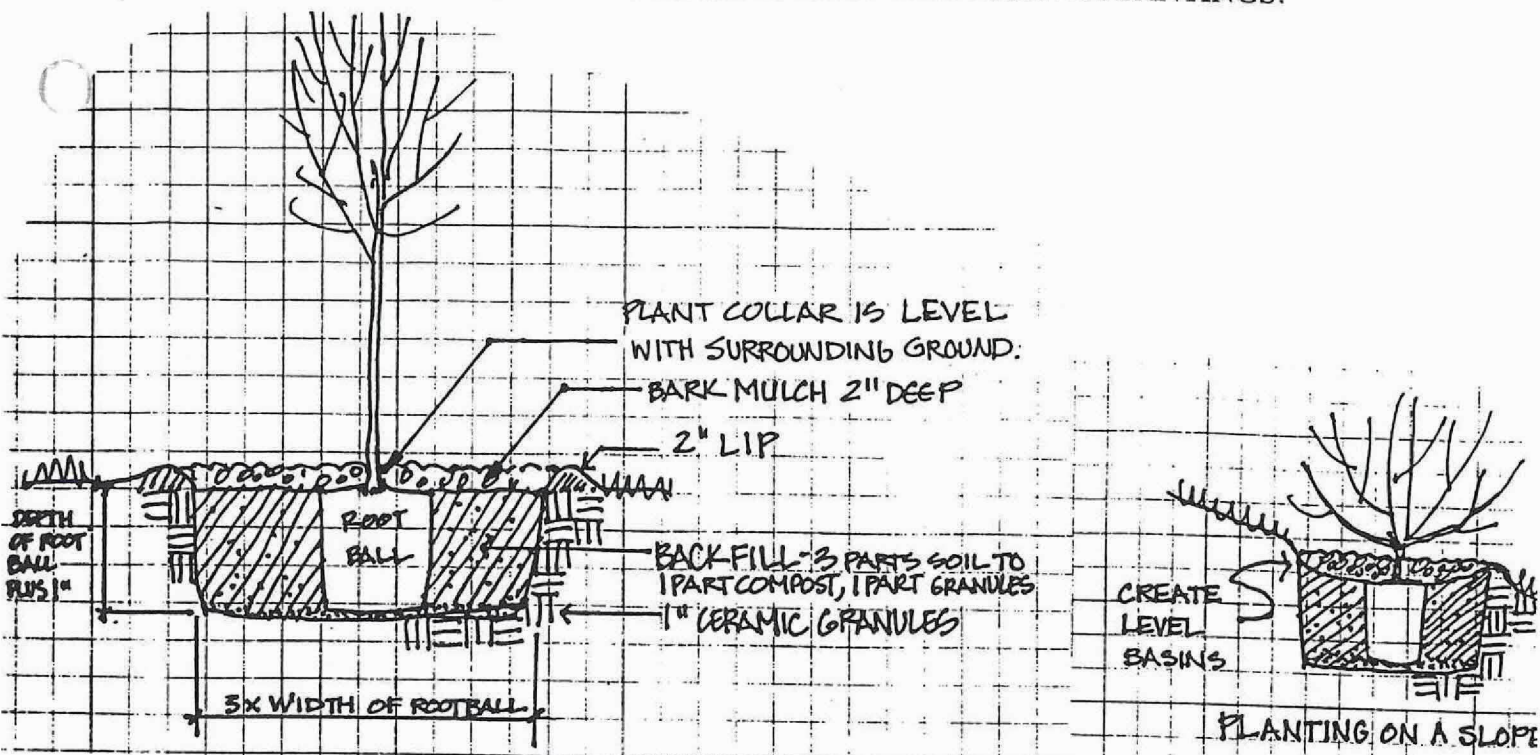 PLANT COLLAR IS LEVEL
WITH SURROUNDING GROUND.
BARK MULCH 2" DEEP
2" LIP
DEPTH
OF ROOT
BALL
PLUS 1"
ROOT
BALL
BACKFILL-3 PARTS SOIL TO
1 PART COMPOST, 1 PART GRANULES
1" CERAMIC GRANULES
3X WIDTH OF ROOTBALL
CREATE
LEVEL
BASINS
PLANTING ON A SLOPE